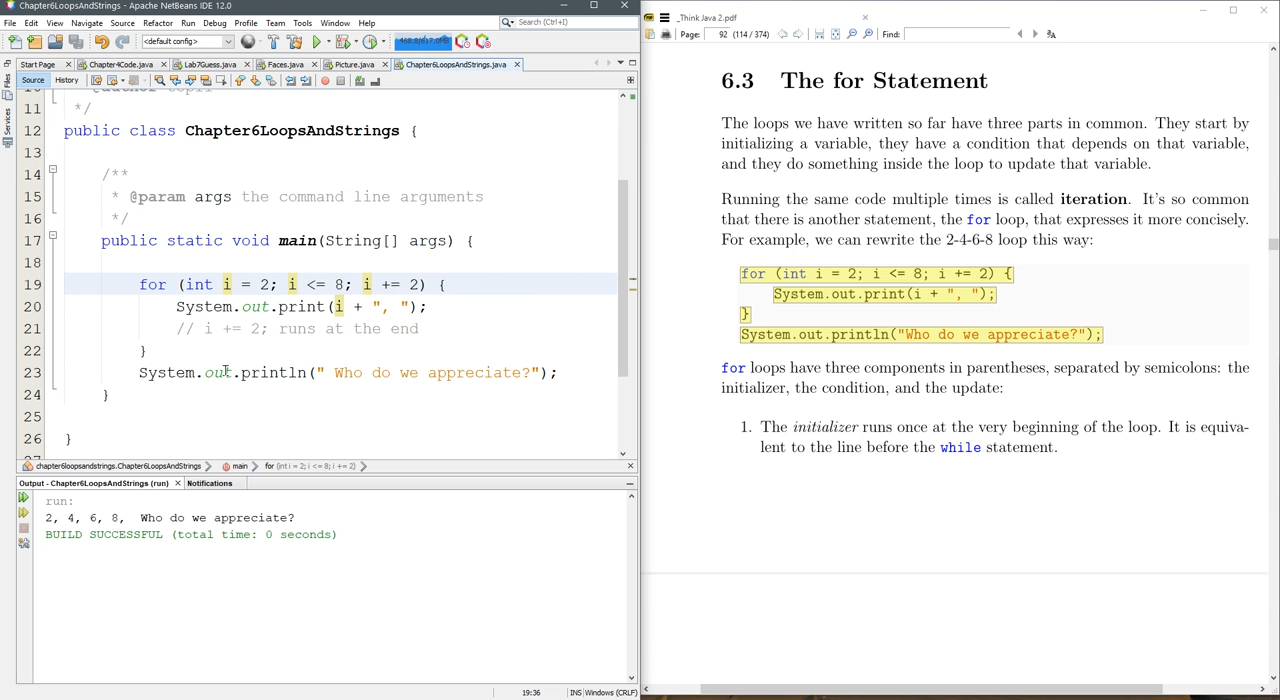 Chapter6LoopsAndStrings - Apache NetBeans IDE 12.0
File Edit View Navigate Source Refactor Run Debug Profile Team Tools Window Help
Search (Ctrl+I)
<default config>
Start Page Chapter4Code.java Lab7Guess.java Faces.java Picture.java Chapter6LoopsAndStrings.java
Source History
Files
Services
11 */
12 public class Chapter6LoopsAndStrings {
13
14 /**
15 * @param args the command line arguments
16 */
17 public static void main(String[] args) {
18
19 for (int i = 2; i <= 8; i += 2) {
20 System.out.print(i + ", ");
21 // i += 2; runs at the end
22 }
23 System.out.println(" Who do we appreciate?");
24 }
25
26 }
chapter6loopsandstrings.Chapter6LoopsAndStrings main for (int i = 2; i <= 8; i += 2)
Output - Chapter6LoopsAndStrings (run) Notifications
run:
2, 4, 6, 8,  Who do we appreciate?
BUILD SUCCESSFUL (total time: 0 seconds)
19:36 INS Windows (CRLF)
_Think Java 2.pdf
Page: 92 (114 / 374) Find:
6.3 The for Statement
The loops we have written so far have three parts in common. They start by
initializing a variable, they have a condition that depends on that variable,
and they do something inside the loop to update that variable.
Running the same code multiple times is called iteration. It's so common
that there is another statement, the for loop, that expresses it more concisely.
For example, we can rewrite the 2-4-6-8 loop this way:
for (int i = 2; i <= 8; i += 2) {
System.out.print(i + ", ");
}
System.out.println("Who do we appreciate?");
for loops have three components in parentheses, separated by semicolons: the
initializer, the condition, and the update:
1. The initializer runs once at the very beginning of the loop. It is equiva-
lent to the line before the while statement.